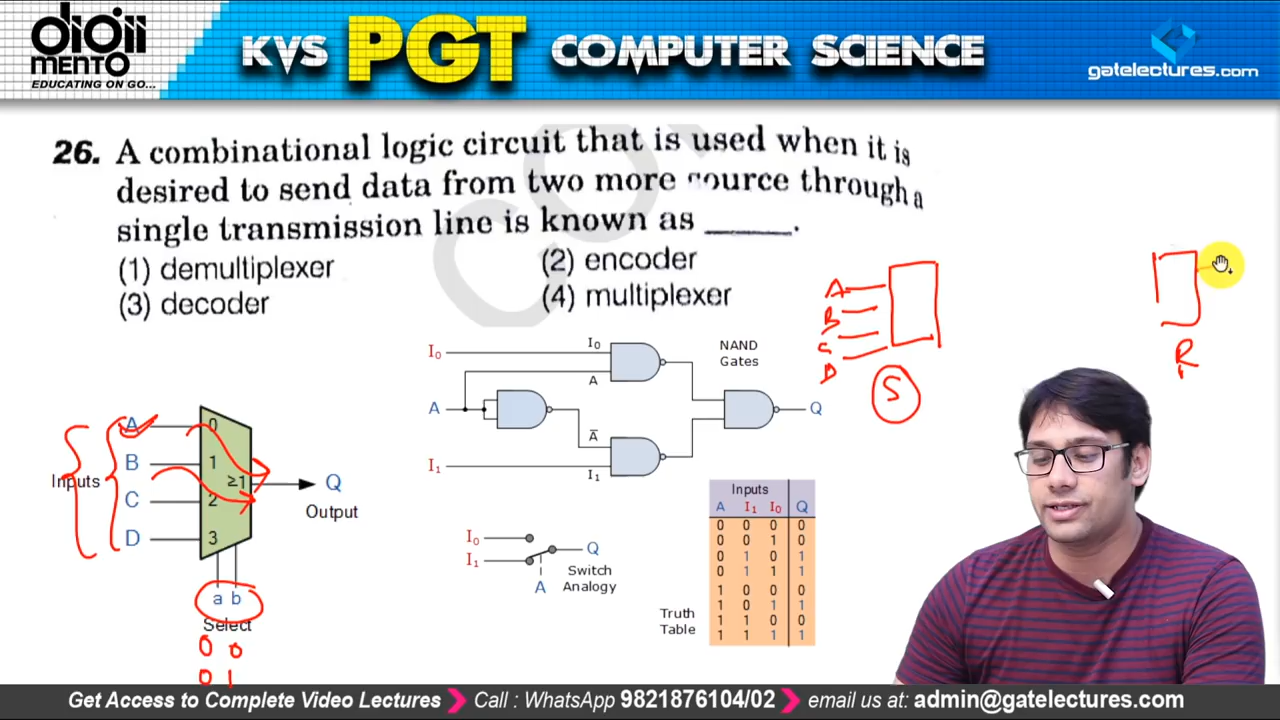 digii
MENTO
EDUCATING ON GO...
KVS PGT COMPUTER SCIENCE
gatelectures.com
26. A combinational logic circuit that is used when it is
desired to send data from two more source through a
single transmission line is known as ______.
(1) demultiplexer
(2) encoder
(3) decoder
(4) multiplexer
A
B
C
D
S
R
I₀
I₀
NAND
Gates
A
A
Q
Ā
I₁
I₁
A
0
B
1
≥1
Q
Inputs
C
2
Output
D
3
a b
Select
0 0
0 1
I₀
Q
I₁
Switch
Analogy
A
Inputs
A I₁ I₀ Q
0 0 0 0
0 0 1 0
0 1 0 1
0 1 1 1
1 0 0 0
1 0 1 1
1 1 0 0
1 1 1 1
Truth
Table
Get Access to Complete Video Lectures
Call : WhatsApp 9821876104/02
email us at: admin@gatelectures.com